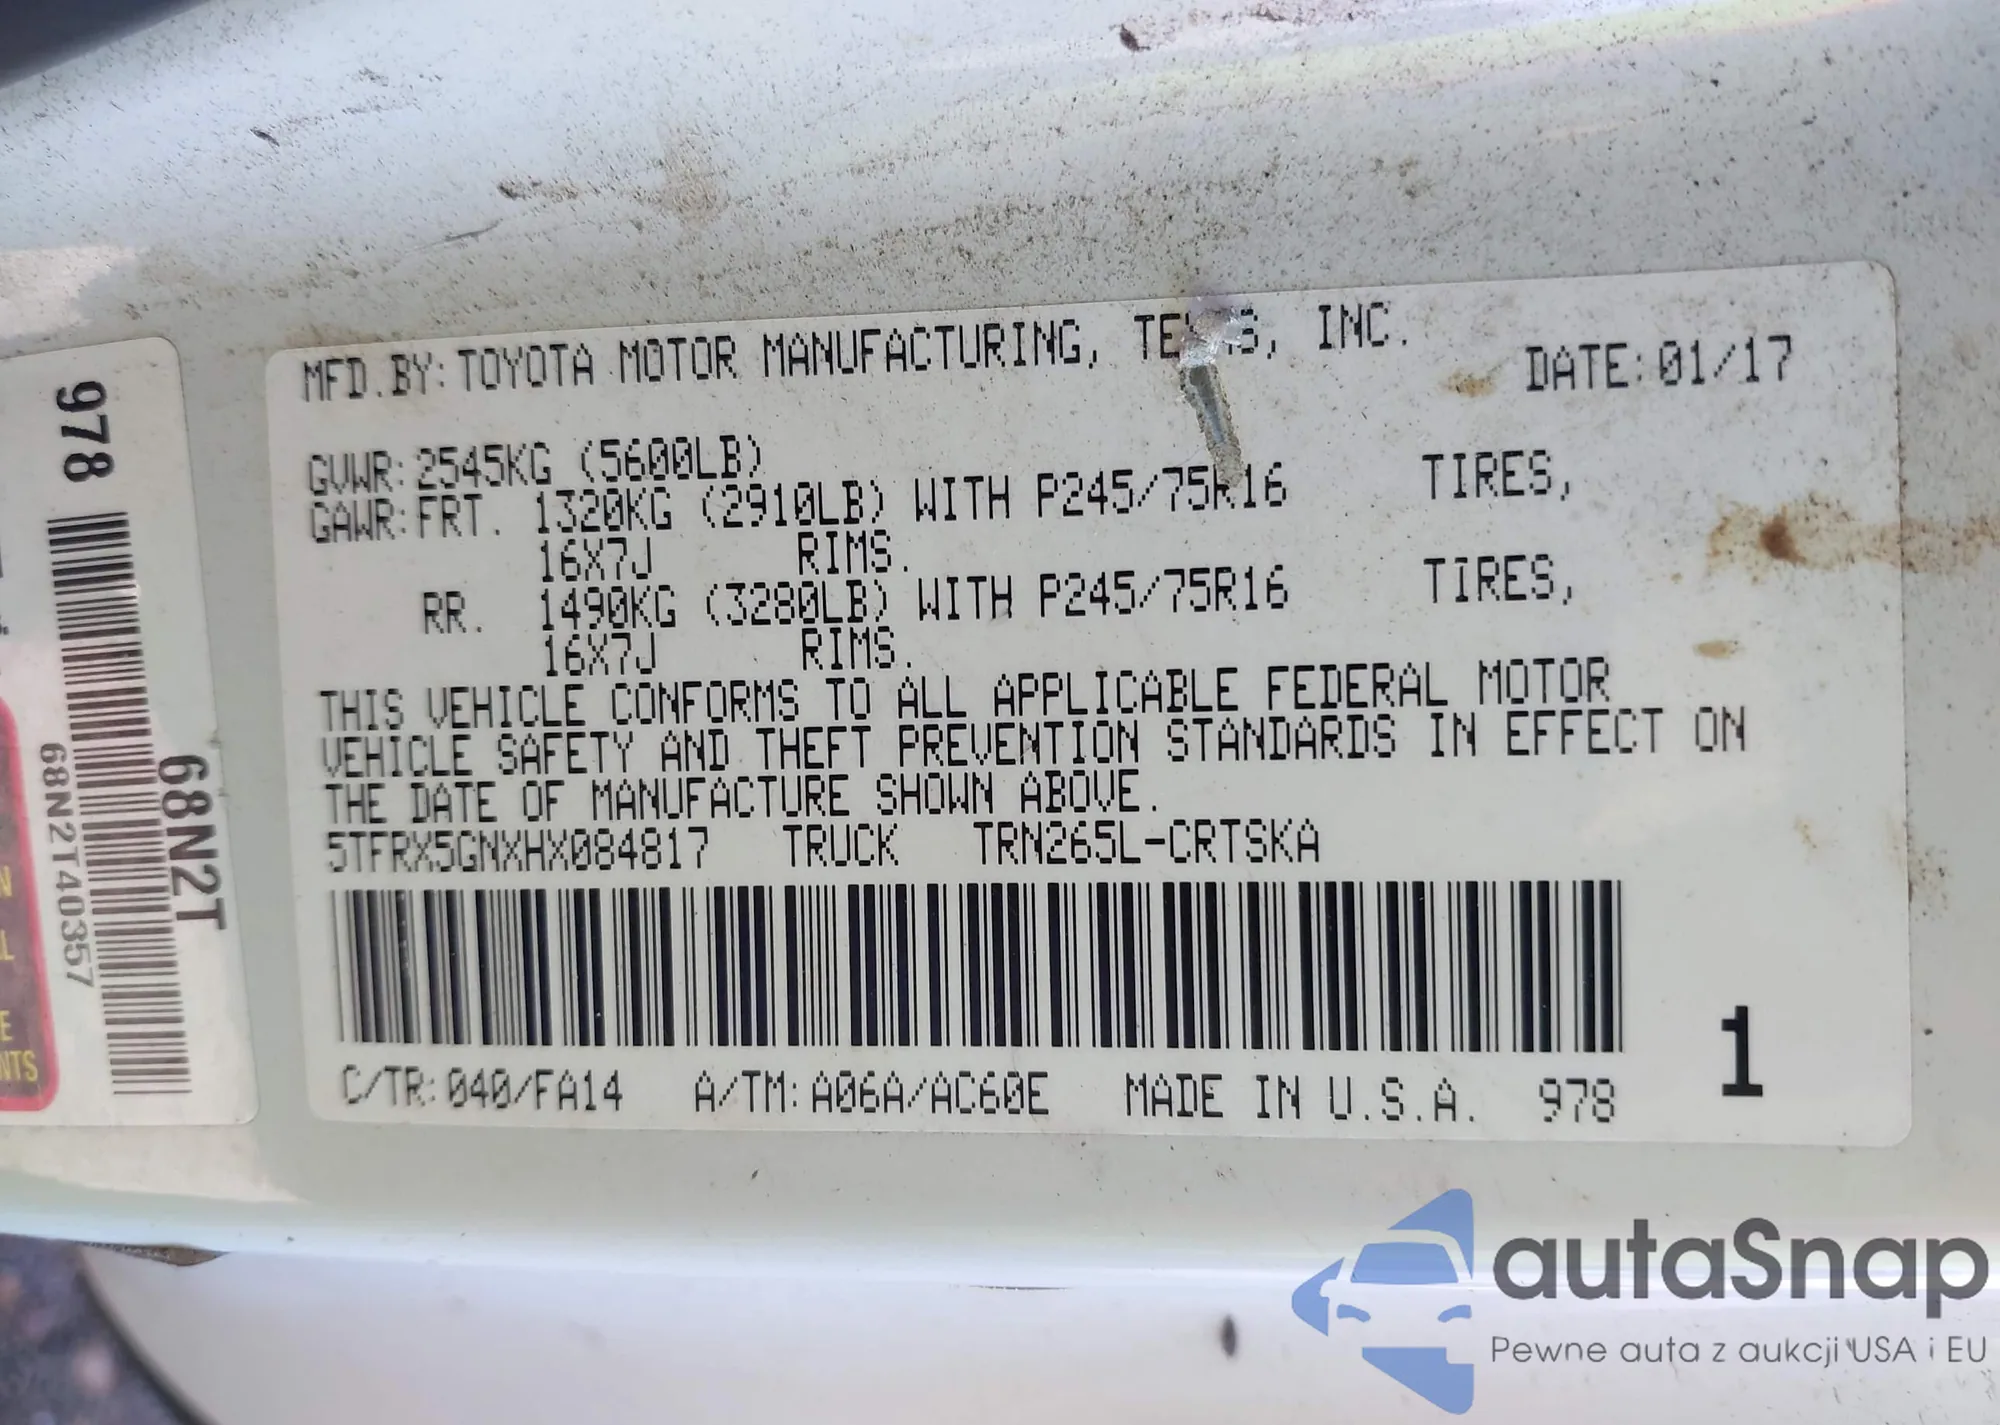 MFD.BY:TOYOTA MOTOR MANUFACTURING, TEXAS, INC. DATE:01/17
GVWR:2545KG (5600LB)
GAWR:FRT. 1320KG (2910LB) WITH P245/75R16 TIRES,
16X7J RIMS.
RR. 1490KG (3280LB) WITH P245/75R16 TIRES,
16X7J RIMS.
THIS VEHICLE CONFORMS TO ALL APPLICABLE FEDERAL MOTOR
VEHICLE SAFETY AND THEFT PREVENTION STANDARDS IN EFFECT ON
THE DATE OF MANUFACTURE SHOWN ABOVE.
5TFRX5GNXHX084817 TRUCK TRN265L-CRTSKA
C/TR:040/FA14 A/TM:A06A/AC60E MADE IN U.S.A. 978
1
978
68N2T
68N2T40357
NTS
autaSnap
Pewne auta z aukcji USA i EU